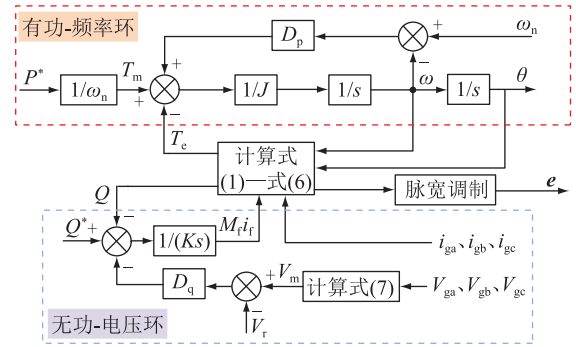 有功-频率环
D_p
ω_n
P* 1/ω_n T_m 1/J 1/s ω 1/s θ
T_e
计算式
(1)一式(6)
脉宽调制 e
Q
Q* 1/(Ks) M_f i_f
i_ga、i_gb、i_gc
D_q V_m 计算式(7) V_ga、V_gb、V_gc
V_r
无功-电压环